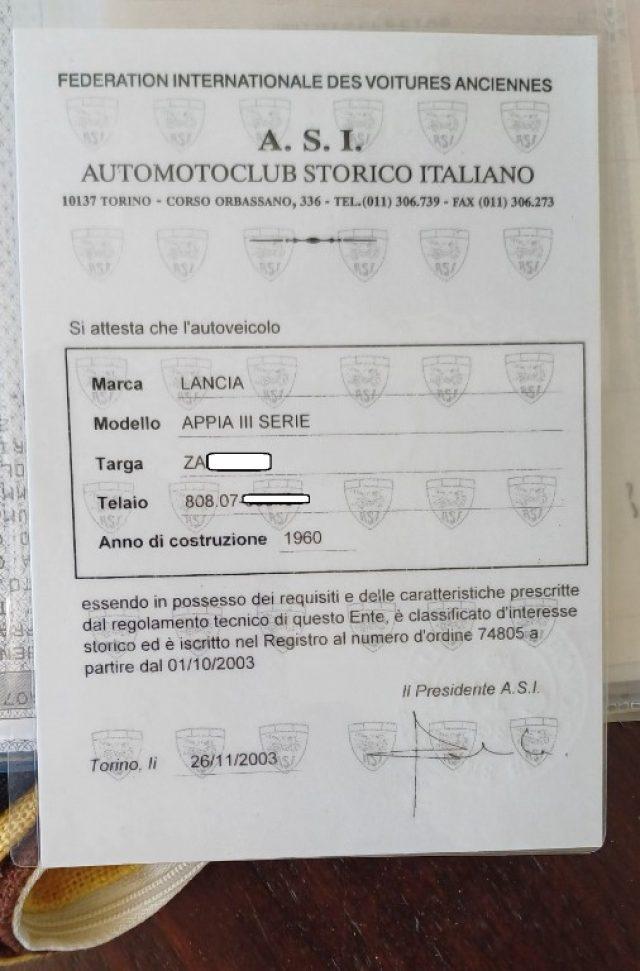 FEDERATION INTERNATIONALE DES VOITURES ANCIENNES
A. S. I.
AUTOMOTOCLUB STORICO ITALIANO
10137 TORINO - CORSO ORBASSANO, 336 - TEL.(011) 306.739 - FAX (011) 306.273
Si attesta che l'autoveicolo
Marca LANCIA
Modello APPIA III SERIE
Targa ZA
Telaio 808.07-
Anno di costruzione 1960
essendo in possesso dei requisiti e delle caratteristiche prescritte
dal regolamento tecnico di questo Ente, è classificato d'interesse
storico ed è iscritto nel Registro al numero d'ordine 74805 a
partire dal 01/10/2003
Il Presidente A.S.I.
Torino, lì 26/11/2003